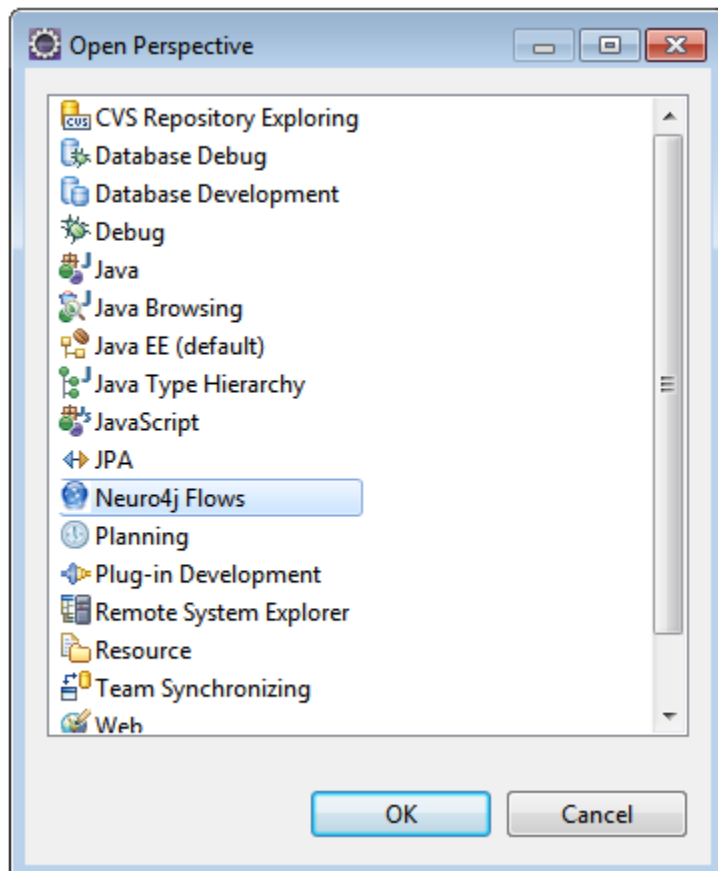 Open Perspective
CVS Repository Exploring
Database Debug
Database Development
Debug
Java
Java Browsing
Java EE (default)
Java Type Hierarchy
JavaScript
JPA
Neuro4j Flows
Planning
Plug-in Development
Remote System Explorer
Resource
Team Synchronizing
Web
OK
Cancel